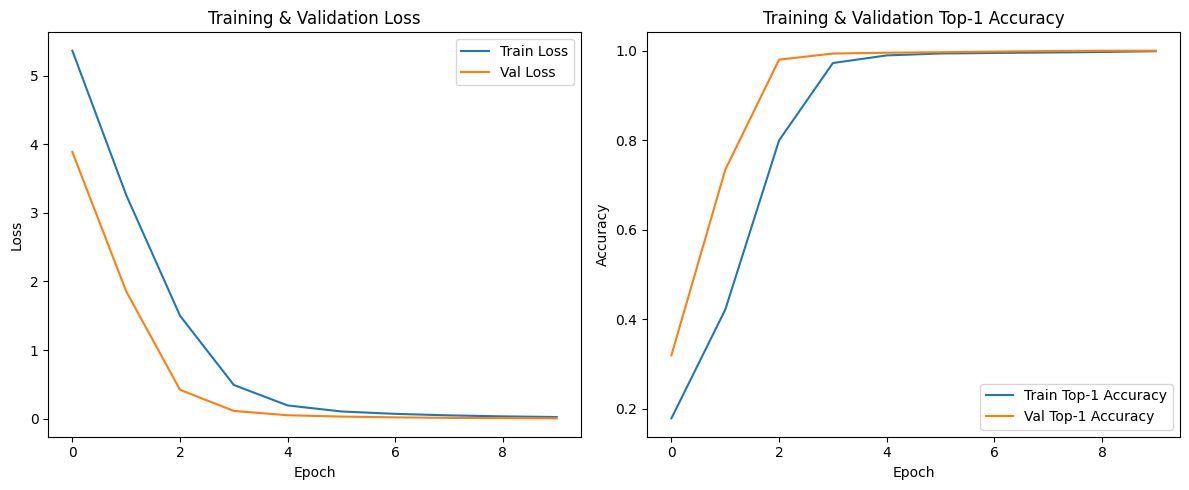 Training & Validation Loss
5
4
3
2
1
0
Loss
0 2 4 6 8
Epoch
Train Loss
Val Loss
Training & Validation Top-1 Accuracy
1.0
0.8
0.6
0.4
0.2
Accuracy
0 2 4 6 8
Epoch
Train Top-1 Accuracy
Val Top-1 Accuracy